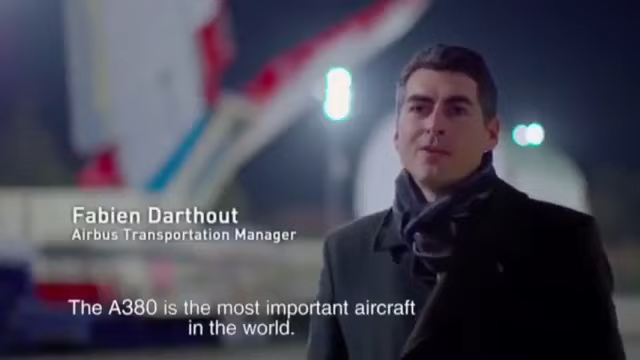 Fabien Darthout
Airbus Transportation Manager
The A380 is the most important aircraft
in the world.